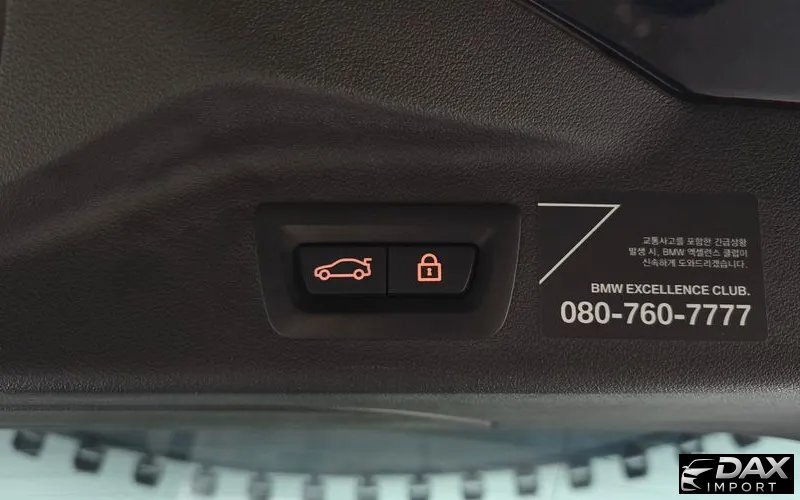 교통사고를 포함한 긴급상황
발생 시, BMW 엑셀런스 클럽이
신속하게 도와드리겠습니다.
BMW EXCELLENCE CLUB.
080-760-7777
DAX
IMPORT